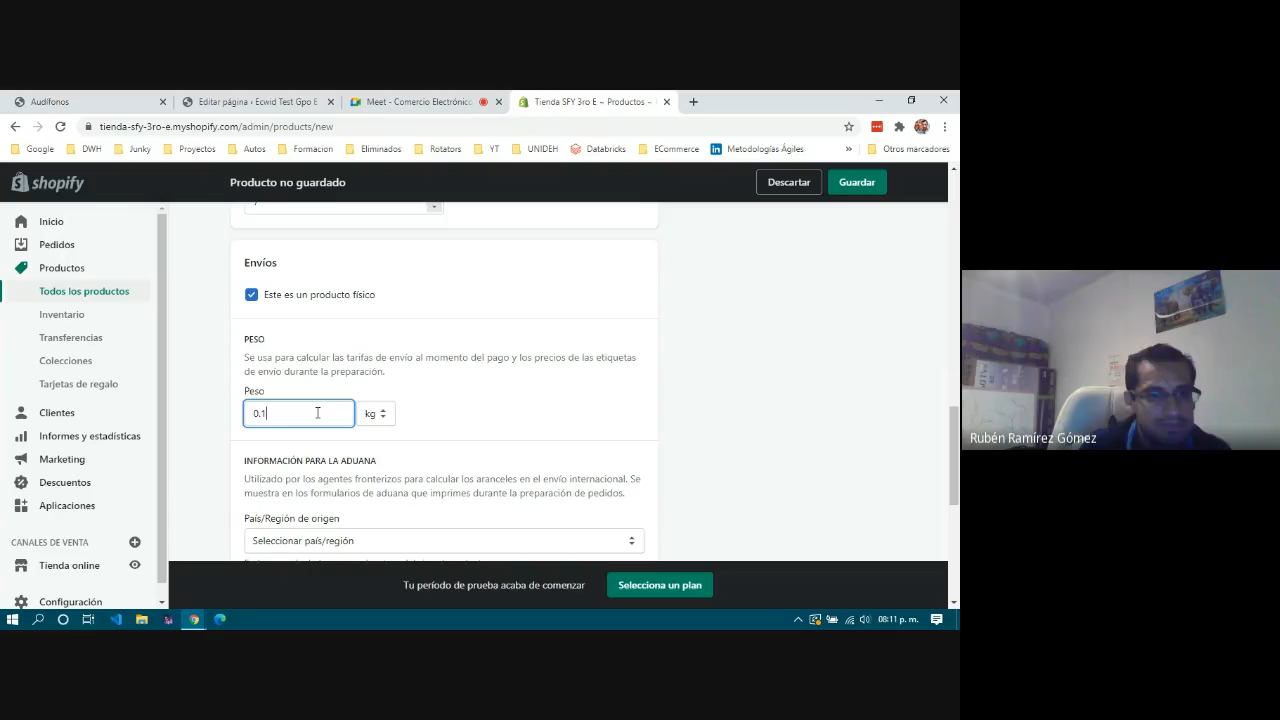 Audífonos
Editar página ‹ Ecwid Test Gpo E
Meet - Comercio Electrónico
Tienda SFY 3ro E ~ Productos ~
tienda-sfy-3ro-e.myshopify.com/admin/products/new
Google DWH Junky Proyectos Autos Formacion Eliminados Rotators YT UNIDEH Databricks ECommerce Metodologías Ágiles » Otros marcadores
shopify
Producto no guardado
Descartar
Guardar
Inicio
Pedidos
Productos
Todos los productos
Inventario
Transferencias
Colecciones
Tarjetas de regalo
Clientes
Informes y estadísticas
Marketing
Descuentos
Aplicaciones
CANALES DE VENTA
Tienda online
Configuración
Envíos
Este es un producto físico
PESO
Se usa para calcular las tarifas de envío al momento del pago y los precios de las etiquetas
de envío durante la preparación.
Peso
0.1
kg
INFORMACIÓN PARA LA ADUANA
Utilizado por los agentes fronterizos para calcular los aranceles en el envío internacional. Se
muestra en los formularios de aduana que imprimes durante la preparación de pedidos.
País/Región de origen
Seleccionar país/región
Tu período de prueba acaba de comenzar
Selecciona un plan
08:11 p. m.
Rubén Ramírez Gómez